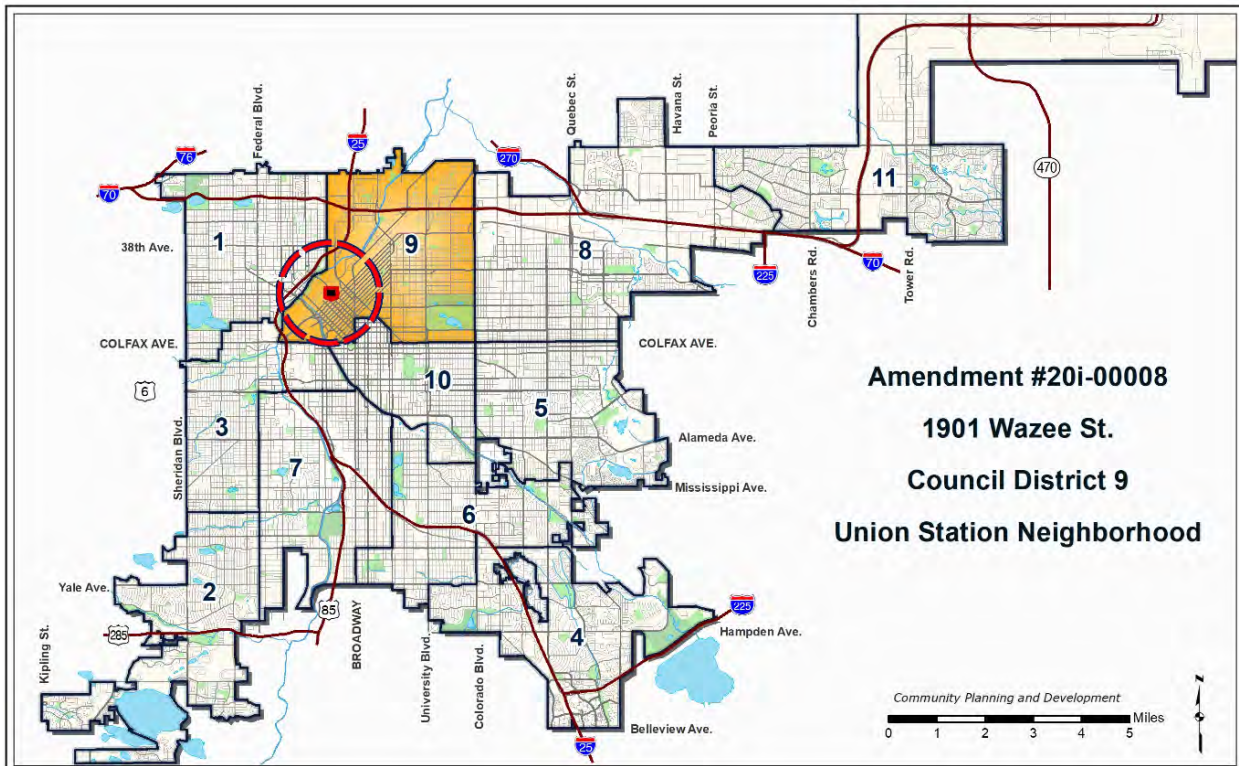 Federal Blvd.
25
76
70
Quebec St.
Havana St.
Peoria St.
270
470
11
38th Ave.
1
9
8
225
Chambers Rd.
70
Tower Rd.
COLFAX AVE.
COLFAX AVE.
6
10
5
3
Sheridan Blvd.
7
Alameda Ave.
Mississippi Ave.
6
Yale Ave.
2
85
285
BROADWAY
University Blvd.
Colorado Blvd.
4
225
Hampden Ave.
Kipling St.
25
Belleview Ave.
Amendment #20i-00008
1901 Wazee St.
Council District 9
Union Station Neighborhood
Community Planning and Development
Miles
0 1 2 3 4 5
N